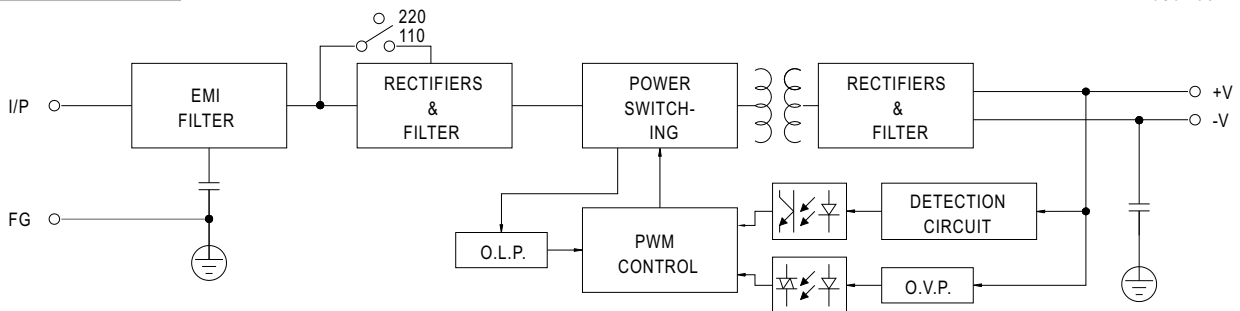 220
110
I/P
EMI
FILTER
RECTIFIERS
&
FILTER
POWER
SWITCH-
ING
RECTIFIERS
&
FILTER
+V
-V
FG
O.L.P.
PWM
CONTROL
DETECTION
CIRCUIT
O.V.P.